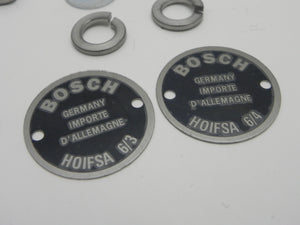 BOSCH
GERMANY
IMPORTE
D'ALLEMAGNE
HOIFSA 6/3
BOSCH
GERMANY
IMPORTE
D'ALLEMAGNE
HOIFSA 6/4